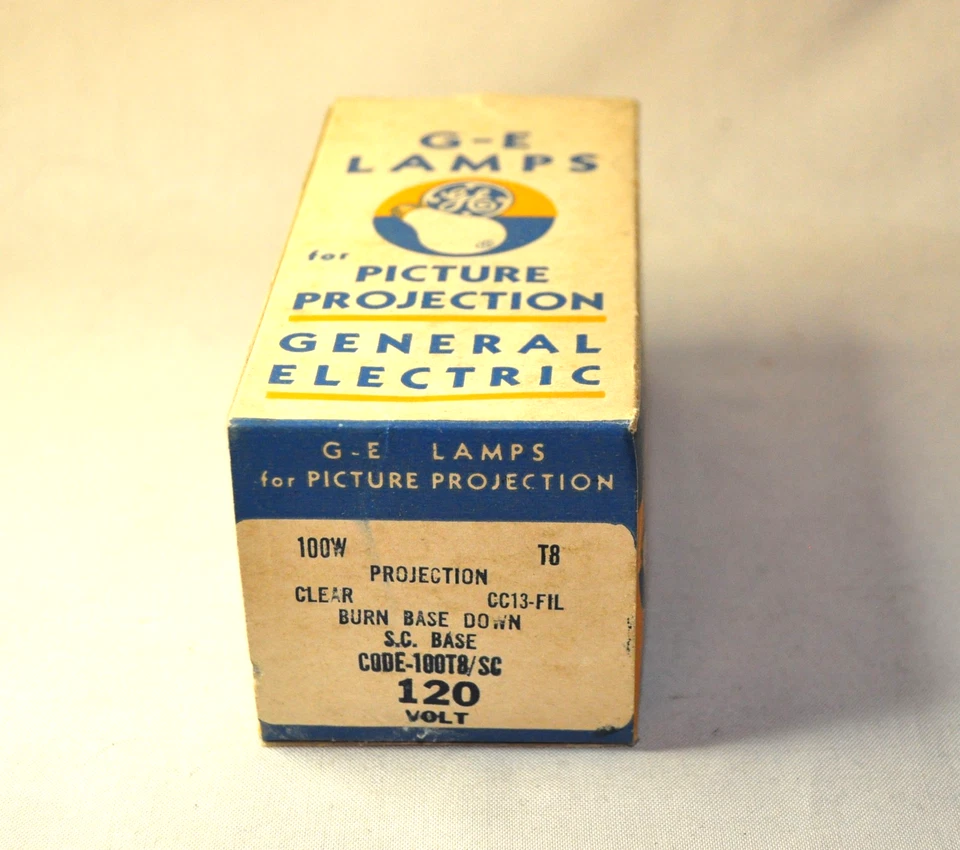 G-E
LAMPS
GE
for
PICTURE
PROJECTION
GENERAL
ELECTRIC
G-E LAMPS
for PICTURE PROJECTION
100W T8
PROJECTION
CLEAR CC13-FIL
BURN BASE DOWN
S.C. BASE
CODE-100T8/SC
120
VOLT